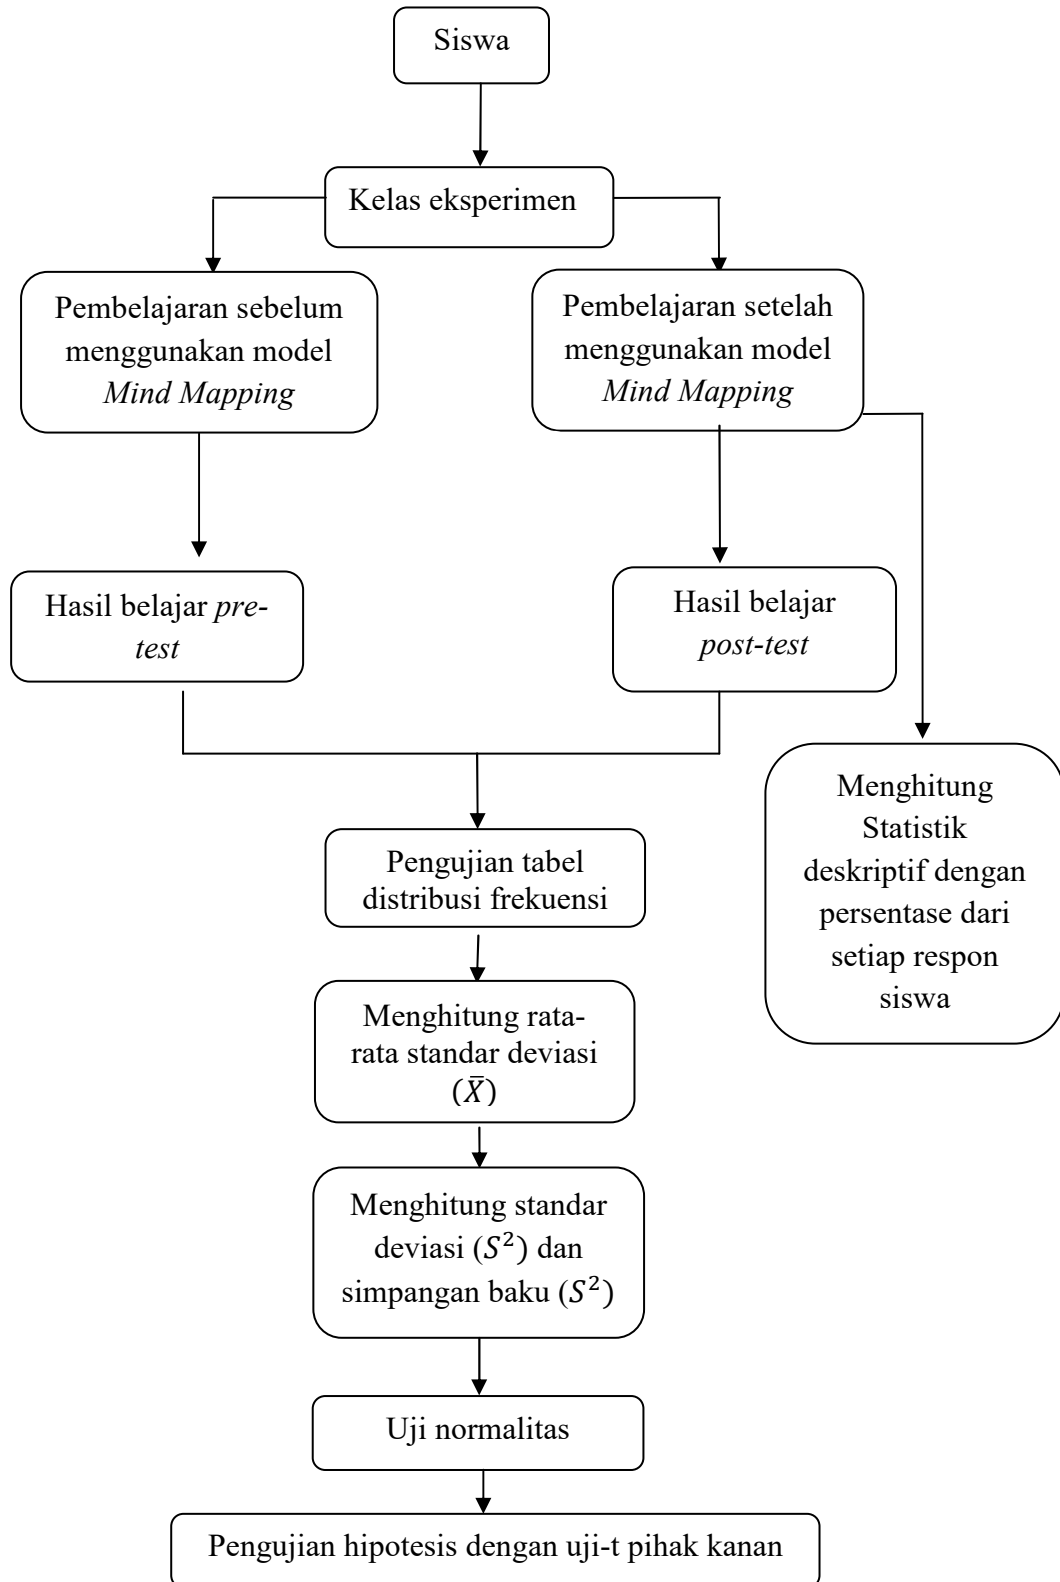 Siswa
Kelas eksperimen
Pembelajaran sebelum
menggunakan model
Mind Mapping
Pembelajaran setelah
menggunakan model
Mind Mapping
Hasil belajar pre-
test
Hasil belajar
post-test
Menghitung
Statistik
deskriptif dengan
persentase dari
setiap respon
siswa
Pengujian tabel
distribusi frekuensi
Menghitung rata-
rata standar deviasi
(X̅)
Menghitung standar
deviasi (S²) dan
simpangan baku (S²)
Uji normalitas
Pengujian hipotesis dengan uji-t pihak kanan